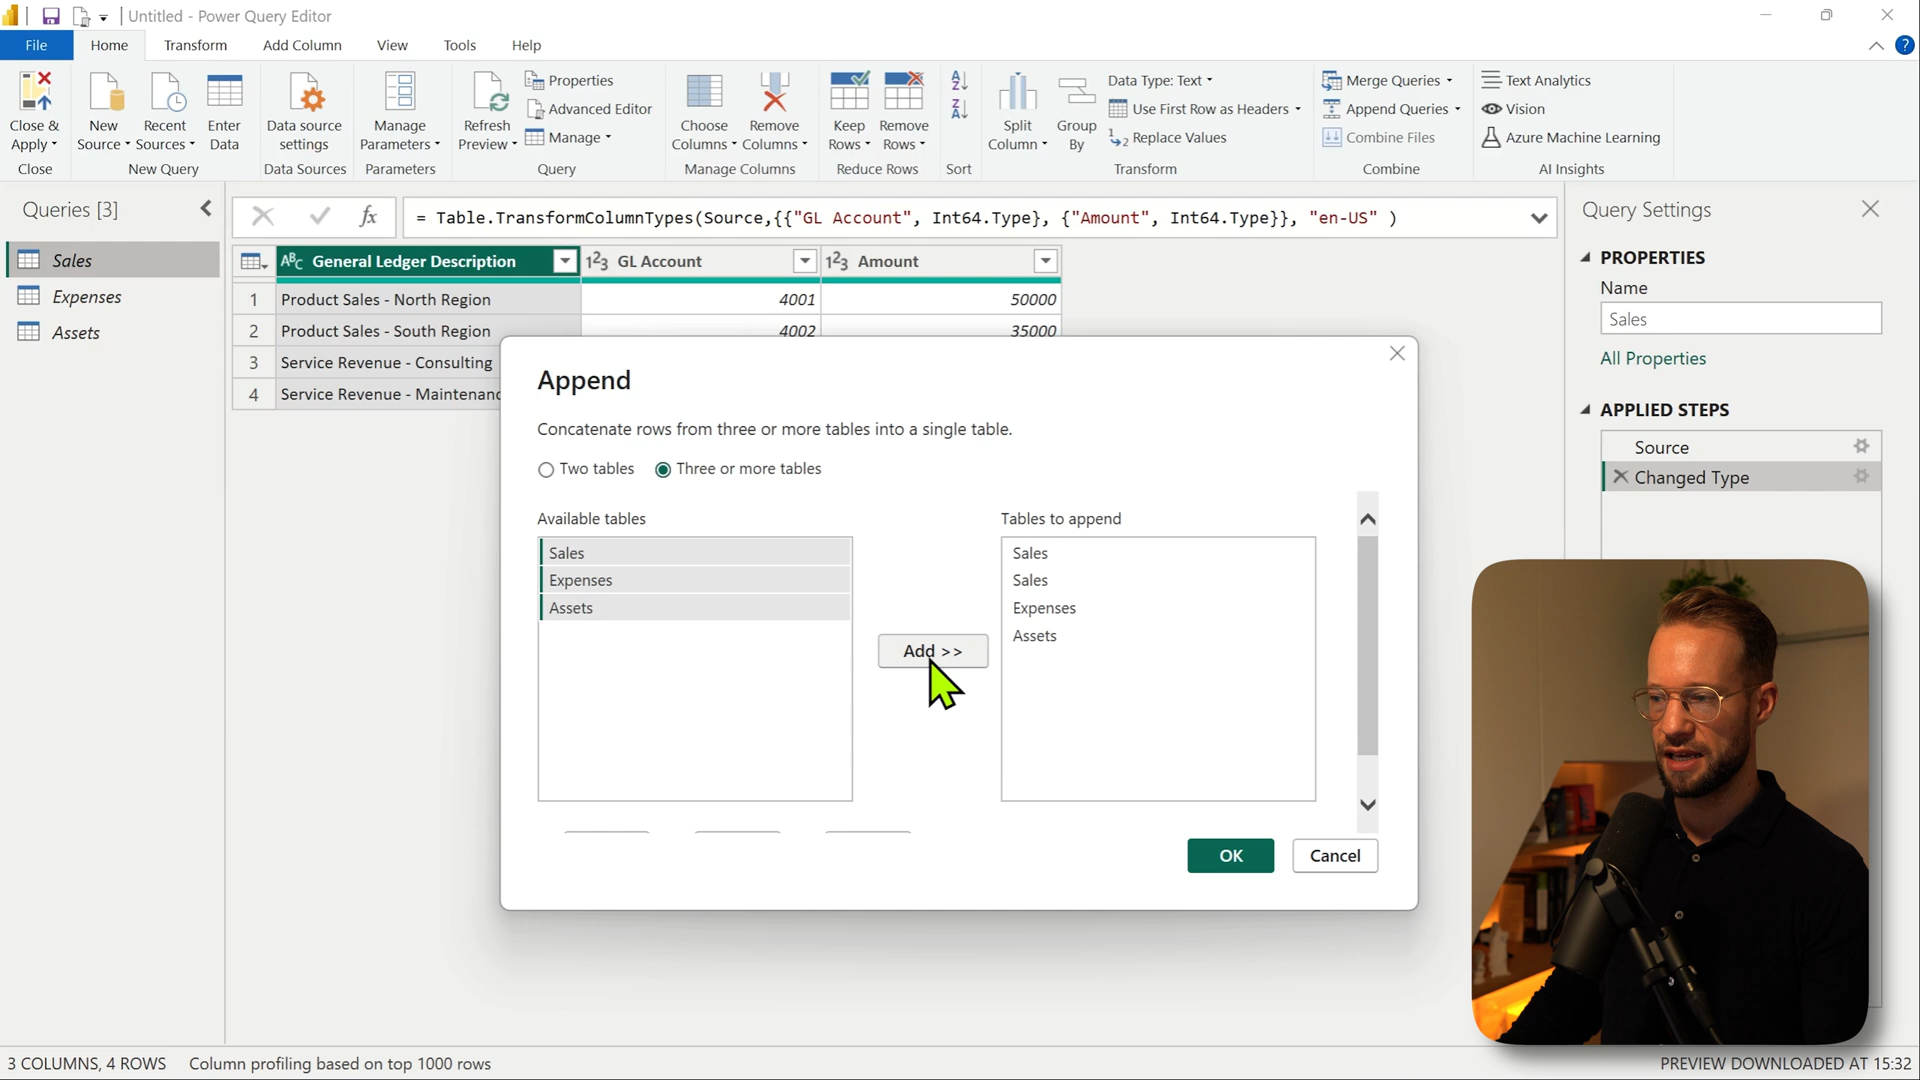 Untitled - Power Query Editor
File
Home
Transform
Add Column
View
Tools
Help
?
Close & Apply
Close
New Source
Recent Sources
Enter Data
New Query
Data source settings
Data Sources
Manage Parameters
Parameters
Refresh Preview
Properties
Advanced Editor
Manage
Query
Choose Columns
Remove Columns
Manage Columns
Keep Rows
Remove Rows
Reduce Rows
A Z
Z A
Sort
Split Column
Group By
Data Type: Text
Use First Row as Headers
1 2 Replace Values
Transform
Merge Queries
Append Queries
Combine Files
Combine
Text Analytics
Vision
Azure Machine Learning
AI Insights
Queries [3]
Sales
Expenses
Assets
fx
= Table.TransformColumnTypes(Source,{{"GL Account", Int64.Type}, {"Amount", Int64.Type}}, "en-US" )
ABC General Ledger Description
123 GL Account
123 Amount
1 Product Sales - North Region 4001 50000
2 Product Sales - South Region 4002 35000
3 Service Revenue - Consulting
4 Service Revenue - Maintenanc
Append
Concatenate rows from three or more tables into a single table.
Two tables
Three or more tables
Available tables
Sales
Expenses
Assets
Add >>
Tables to append
Sales
Sales
Expenses
Assets
OK
Cancel
Query Settings
PROPERTIES
Name
Sales
All Properties
APPLIED STEPS
Source
Changed Type
3 COLUMNS, 4 ROWS
Column profiling based on top 1000 rows
PREVIEW DOWNLOADED AT 15:32